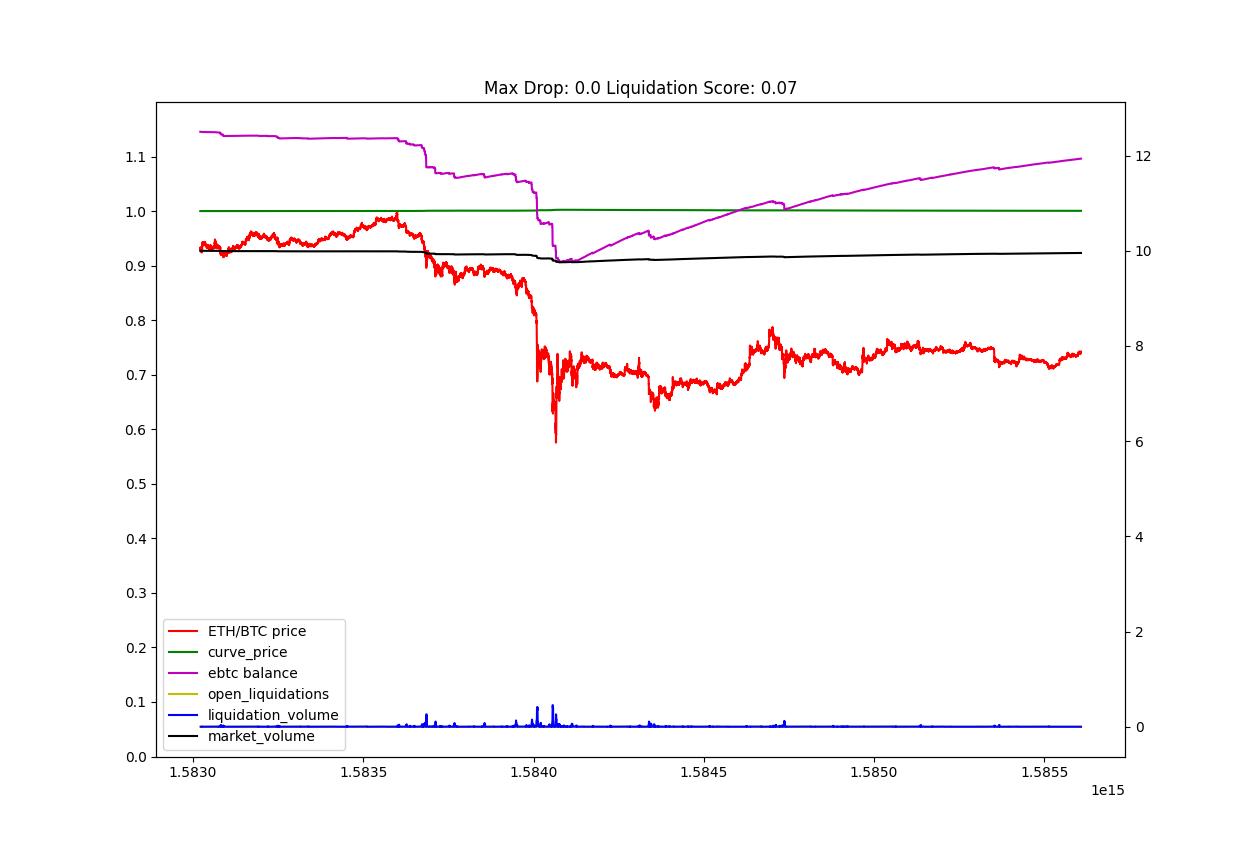 Max Drop: 0.0 Liquidation Score: 0.07
1.1
1.0
0.9
0.8
0.7
0.6
0.5
0.4
0.3
0.2
0.1
0.0
12
10
8
6
4
2
0
ETH/BTC price
curve_price
ebtc balance
open_liquidations
liquidation_volume
market_volume
1.5830 1.5835 1.5840 1.5845 1.5850 1.5855
1e15